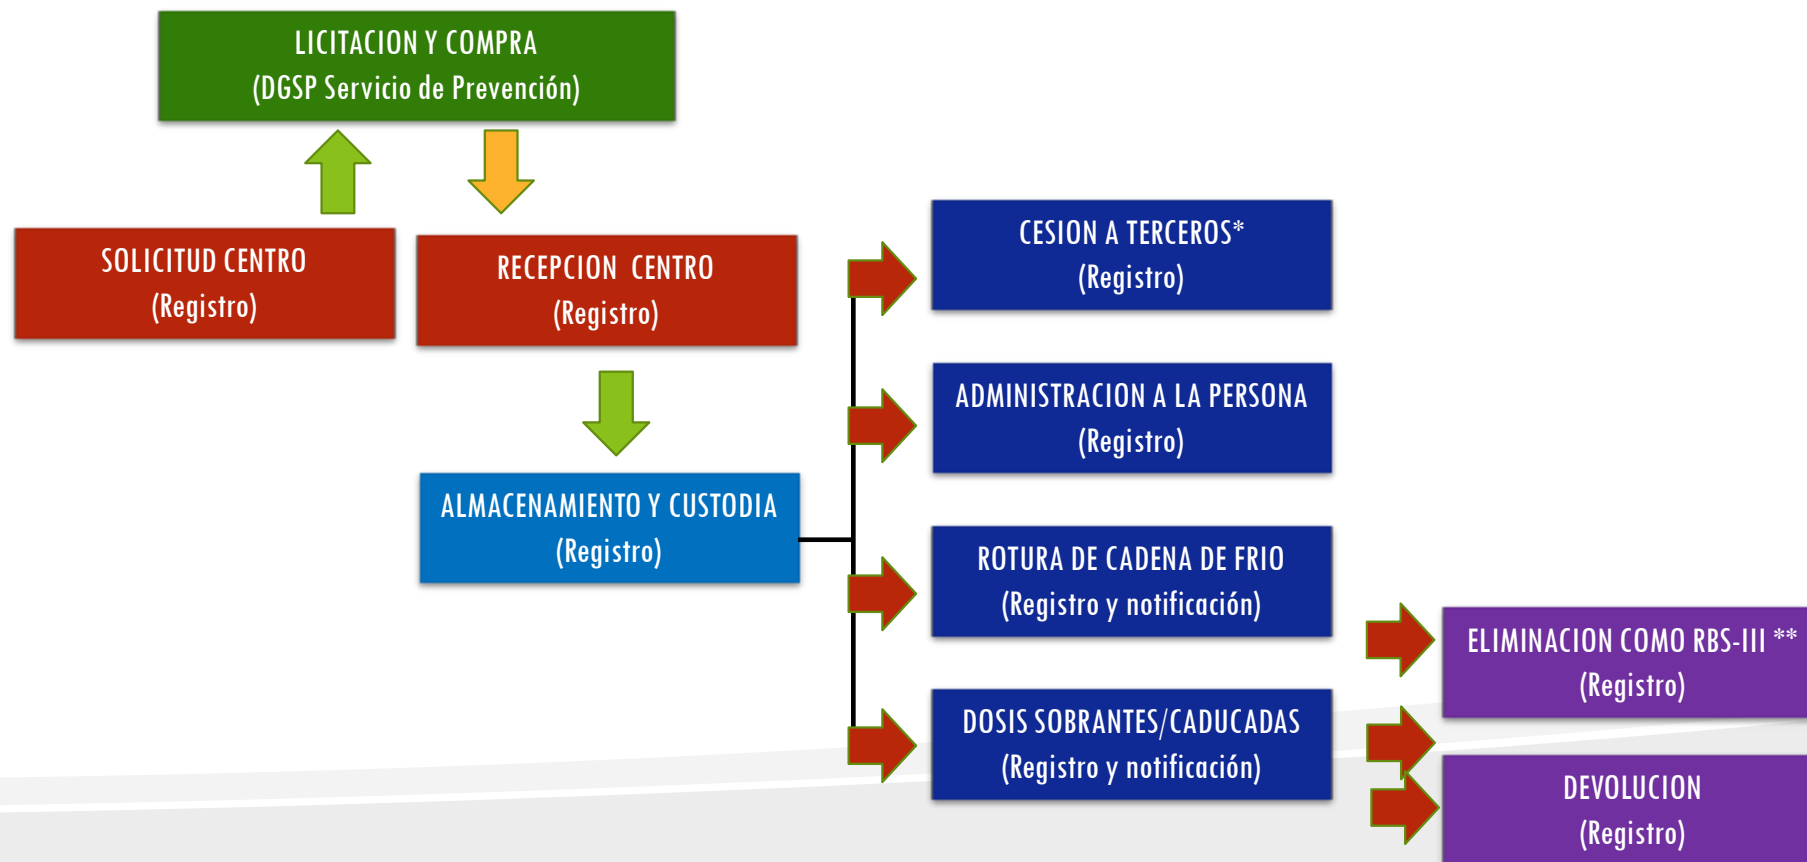 LICITACION Y COMPRA
(DGSP Servicio de Prevención)
SOLICITUD CENTRO
(Registro)
RECEPCION CENTRO
(Registro)
ALMACENAMIENTO Y CUSTODIA
(Registro)
CESION A TERCEROS*
(Registro)
ADMINISTRACION A LA PERSONA
(Registro)
ROTURA DE CADENA DE FRIO
(Registro y notificación)
DOSIS SOBRANTES/CADUCADAS
(Registro y notificación)
ELIMINACION COMO RBS-III **
(Registro)
DEVOLUCION
(Registro)